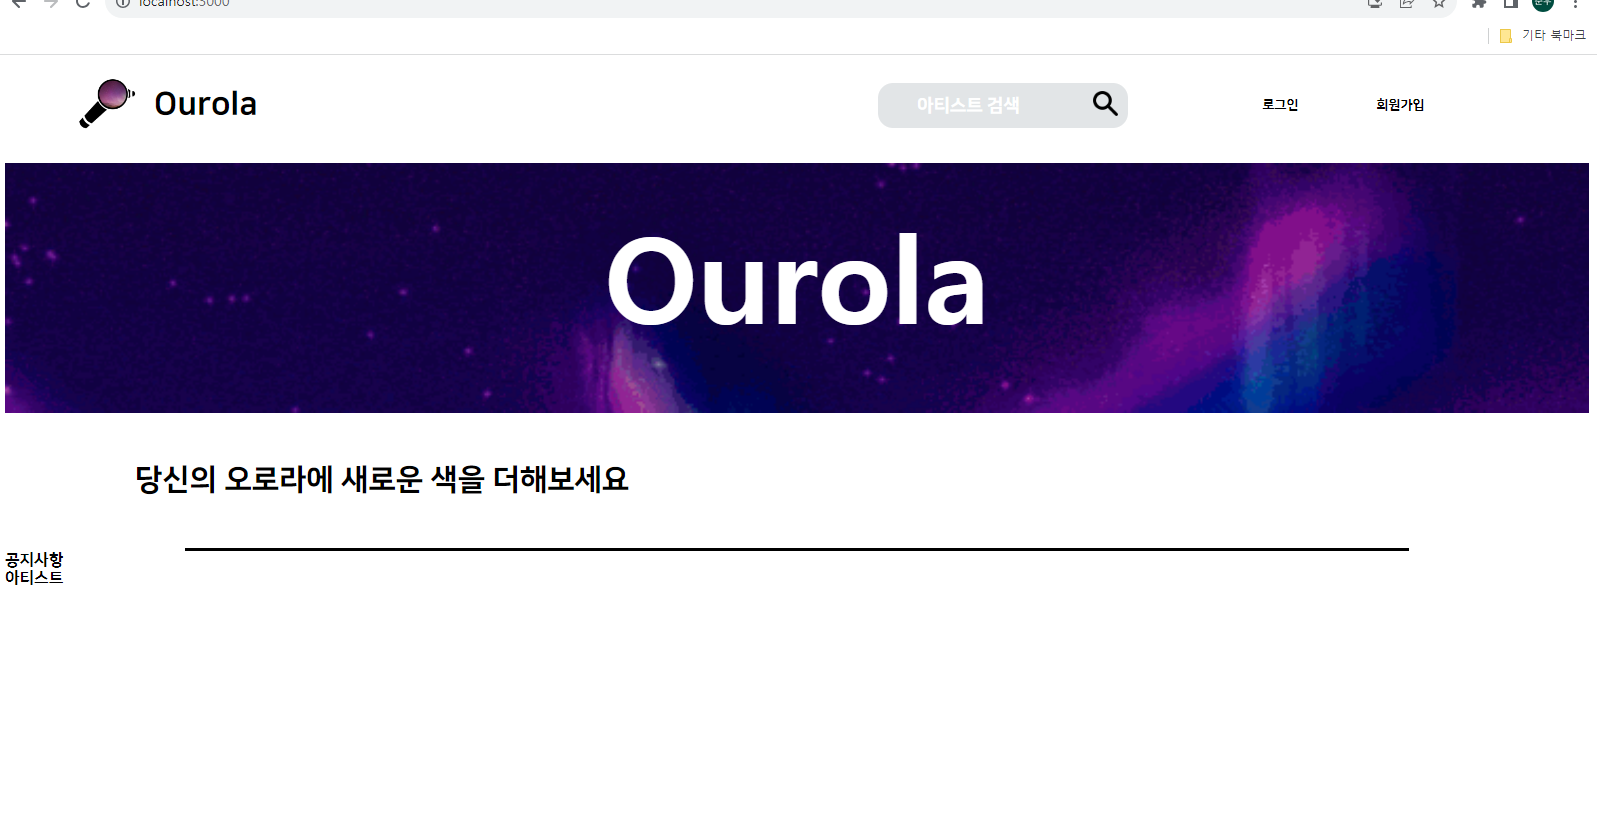 localhost:5000
기타 북마크
Ourola
아티스트 검색
로그인
회원가입
Ourola
당신의 오로라에 새로운 색을 더해보세요
공지사항
아티스트